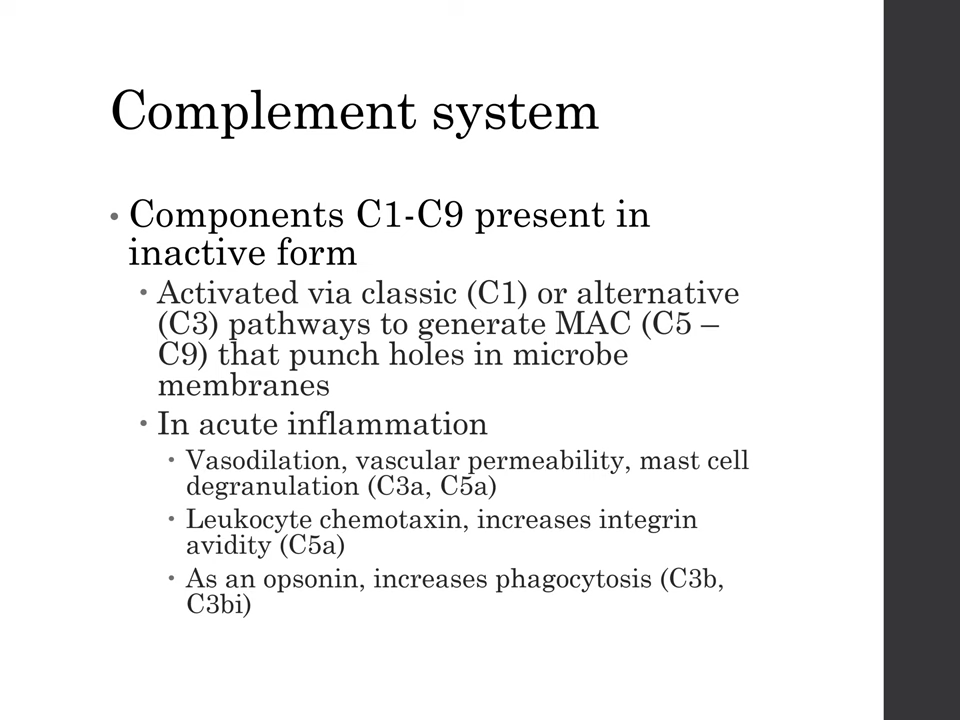 Complement system
• Components C1-C9 present in
inactive form
• Activated via classic (C1) or alternative
(C3) pathways to generate MAC (C5 –
C9) that punch holes in microbe
membranes
• In acute inflammation
• Vasodilation, vascular permeability, mast cell
degranulation (C3a, C5a)
• Leukocyte chemotaxin, increases integrin
avidity (C5a)
• As an opsonin, increases phagocytosis (C3b,
C3bi)